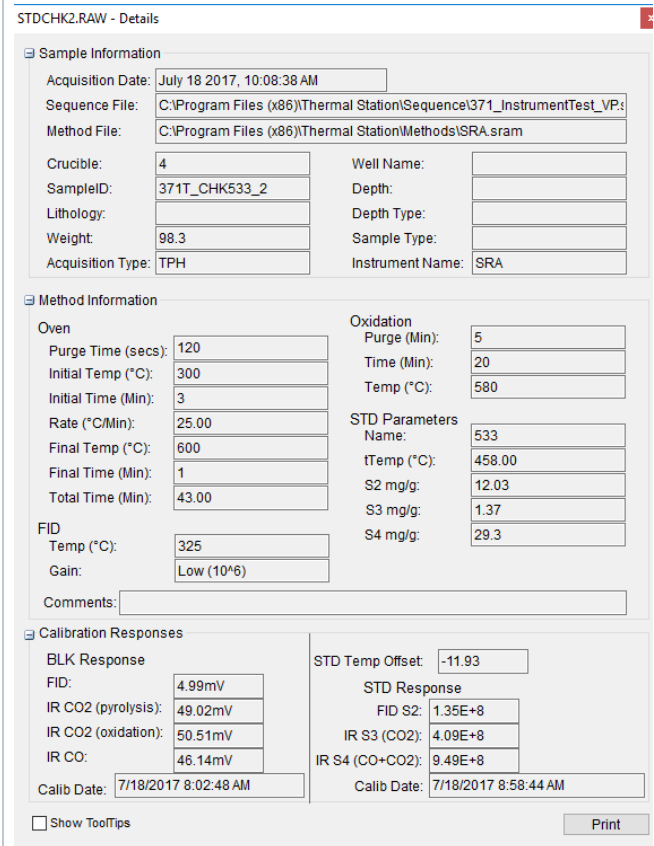 STDCHK2.RAW - Details
x
Sample Information
Acquisition Date: July 18 2017, 10:08:38 AM
Sequence File: C:\Program Files (x86)\Thermal Station\Sequence\371_InstrumentTest_VP.s
Method File: C:\Program Files (x86)\Thermal Station\Methods\SRA.sram
Crucible: 4 Well Name:
SampleID: 371T_CHK533_2 Depth:
Lithology: Depth Type:
Weight: 98.3 Sample Type:
Acquisition Type: TPH Instrument Name: SRA
Method Information
Oven
Purge Time (secs): 120
Initial Temp (°C): 300
Initial Time (Min): 3
Rate (°C/Min): 25.00
Final Temp (°C): 600
Final Time (Min): 1
Total Time (Min): 43.00
FID
Temp (°C): 325
Gain: Low (10^6)
Oxidation
Purge (Min): 5
Time (Min): 20
Temp (°C): 580
STD Parameters
Name: 533
tTemp (°C): 458.00
S2 mg/g: 12.03
S3 mg/g: 1.37
S4 mg/g: 29.3
Comments:
Calibration Responses
BLK Response
FID: 4.99mV
IR CO2 (pyrolysis): 49.02mV
IR CO2 (oxidation): 50.51mV
IR CO: 46.14mV
Calib Date: 7/18/2017 8:02:48 AM
STD Temp Offset: -11.93
STD Response
FID S2: 1.35E+8
IR S3 (CO2): 4.09E+8
IR S4 (CO+CO2): 9.49E+8
Calib Date: 7/18/2017 8:58:44 AM
Show ToolTips
Print